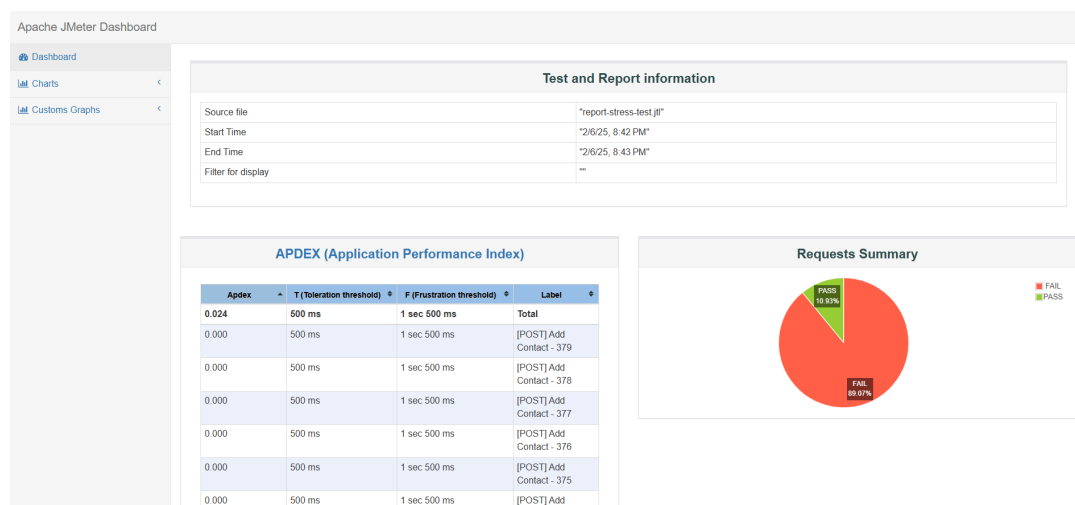 Apache JMeter Dashboard
Dashboard
Charts
Customs Graphs
Test and Report information
Source file "report-stress-test.jtl"
Start Time "2/6/25, 8:42 PM"
End Time "2/6/25, 8:43 PM"
Filter for display ""
APDEX (Application Performance Index)
Apdex T (Toleration threshold) F (Frustration threshold) Label
0.024 500 ms 1 sec 500 ms Total
0.000 500 ms 1 sec 500 ms [POST] Add
Contact - 379
0.000 500 ms 1 sec 500 ms [POST] Add
Contact - 378
0.000 500 ms 1 sec 500 ms [POST] Add
Contact - 377
0.000 500 ms 1 sec 500 ms [POST] Add
Contact - 376
0.000 500 ms 1 sec 500 ms [POST] Add
Contact - 375
0.000 500 ms 1 sec 500 ms [POST] Add
Requests Summary
PASS
10.93%
FAIL
89.07%
FAIL
PASS